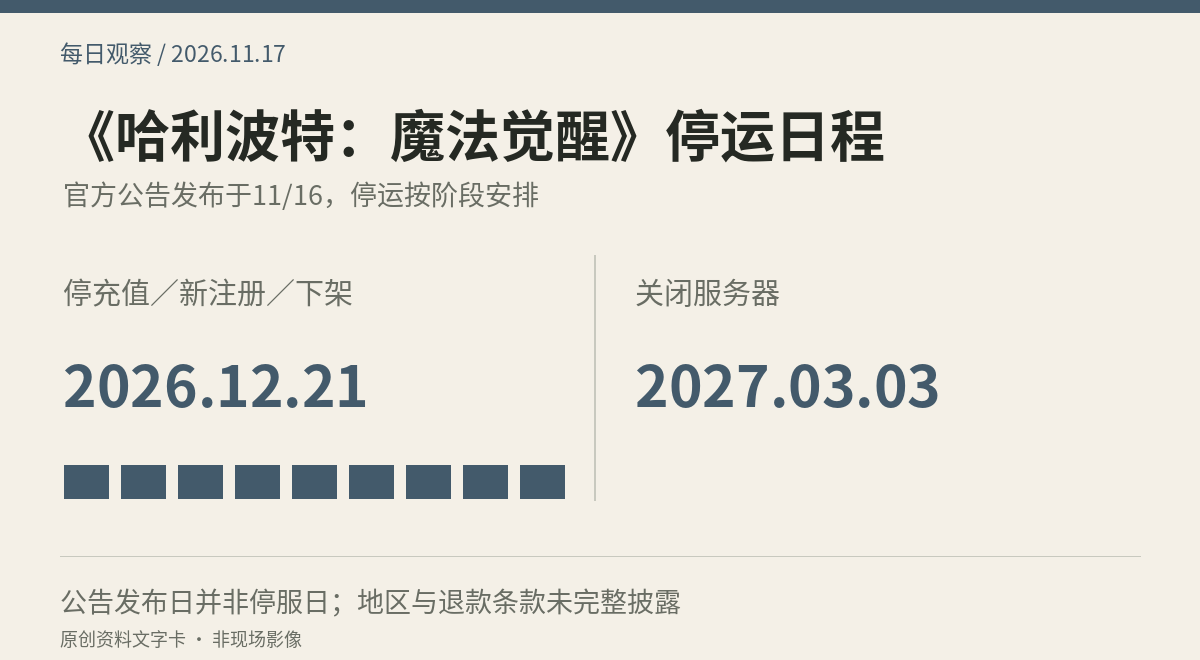 每日观察 / 2026.11.17
《哈利波特：魔法觉醒》停运日程
官方公告发布于11/16，停运按阶段安排
停充值／新注册／下架
2026.12.21
关闭服务器
2027.03.03
公告发布日并非停服日；地区与退款条款未完整披露
原创资料文字卡 · 非现场影像